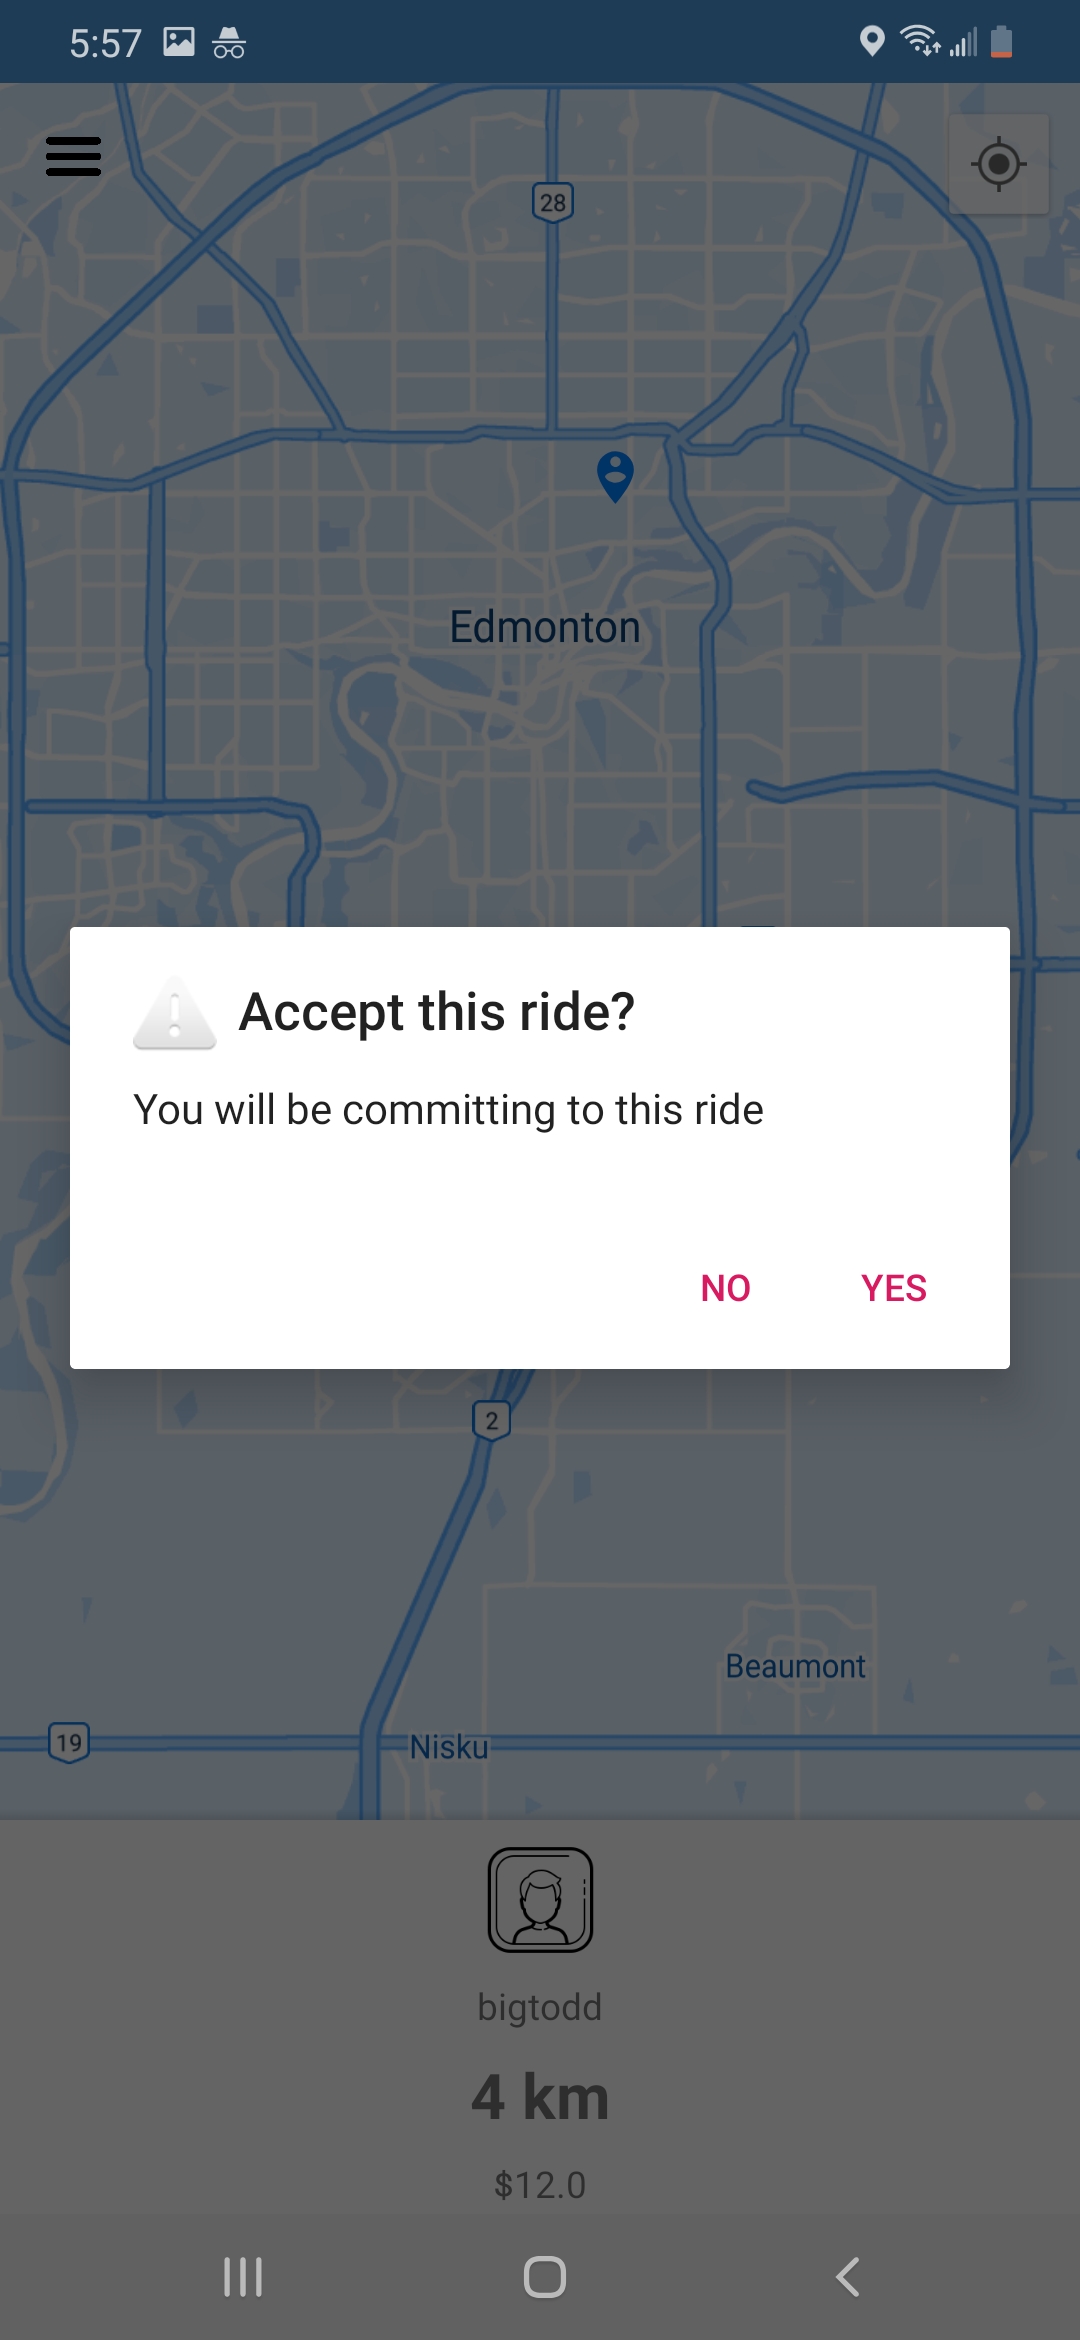 5:57
28
Edmonton
Accept this ride?
You will be committing to this ride
NO YES
2
Beaumont
19
Nisku
bigtodd
4 km
$12.0